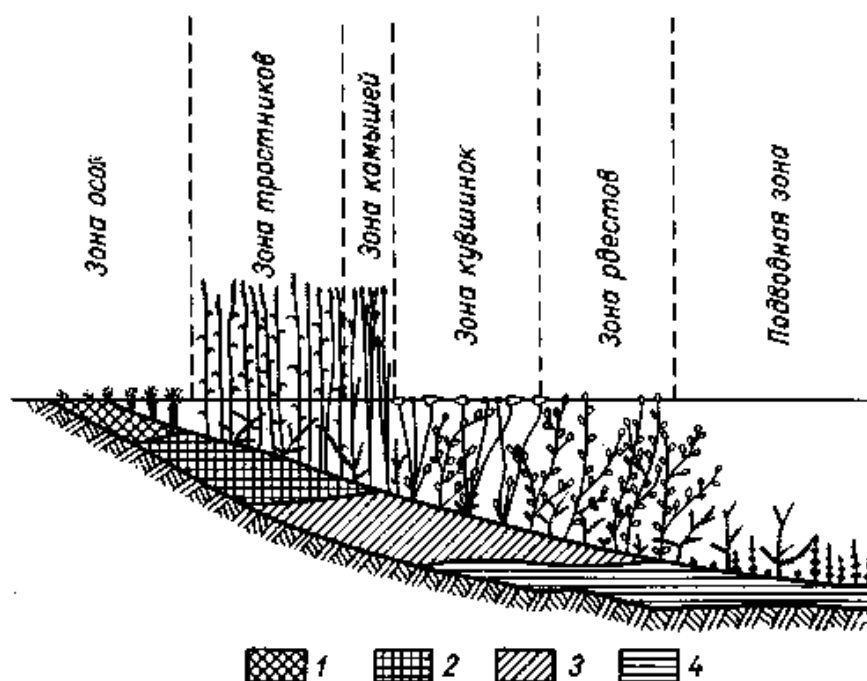 Зона осок
Зона тростников
Зона камышей
Зона кувшинок
Зона рдестов
Подводная зона
1 2 3 4